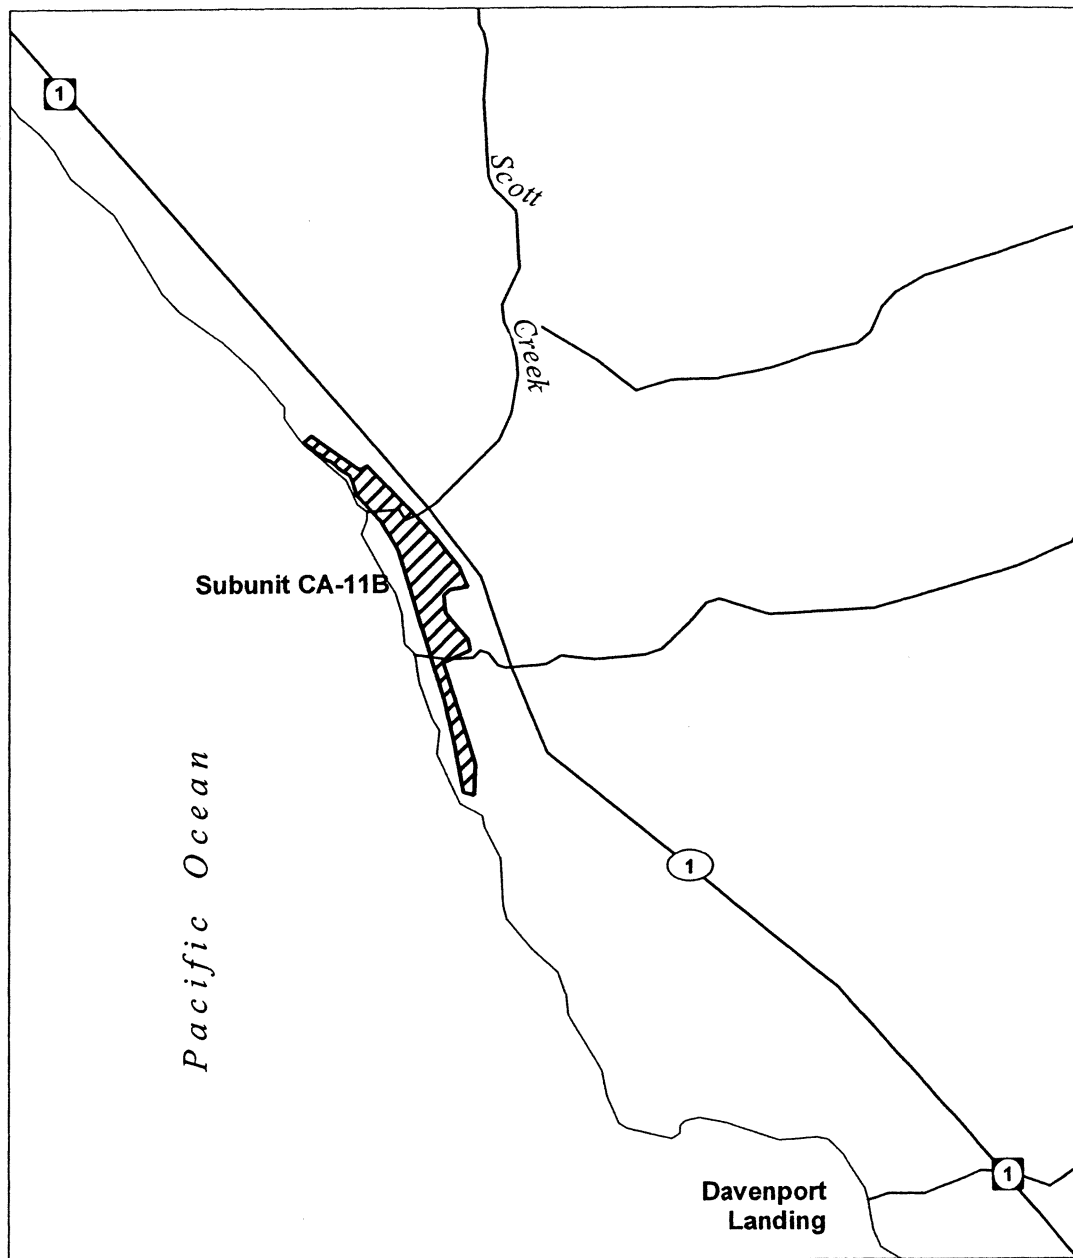 1
Scott
Creek
Subunit CA-11B
Pacific Ocean
1
1
Davenport
Landing